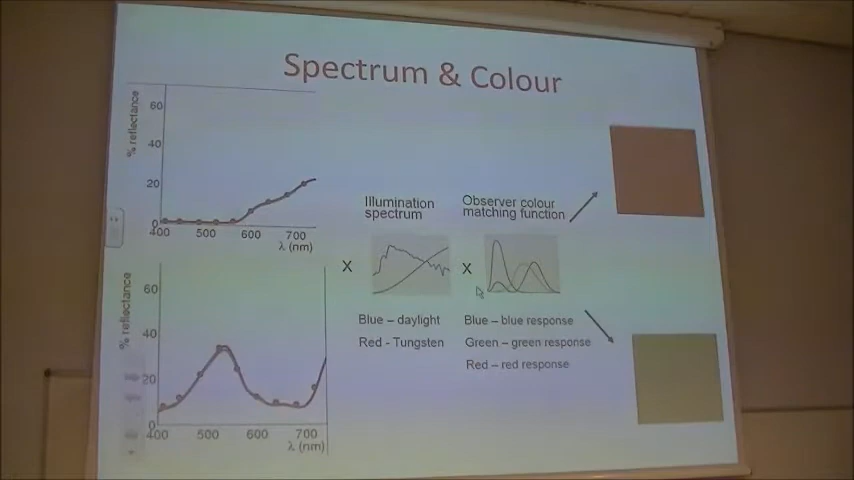 Spectrum & Colour
% reflectance
60
40
20
0
400 500 600 700
λ (nm)
Illumination
spectrum
Observer colour
matching function
X
X
Blue – daylight
Red - Tungsten
Blue – blue response
Green – green response
Red – red response
% reflectance
60
40
20
0
400 500 600 700
λ (nm)